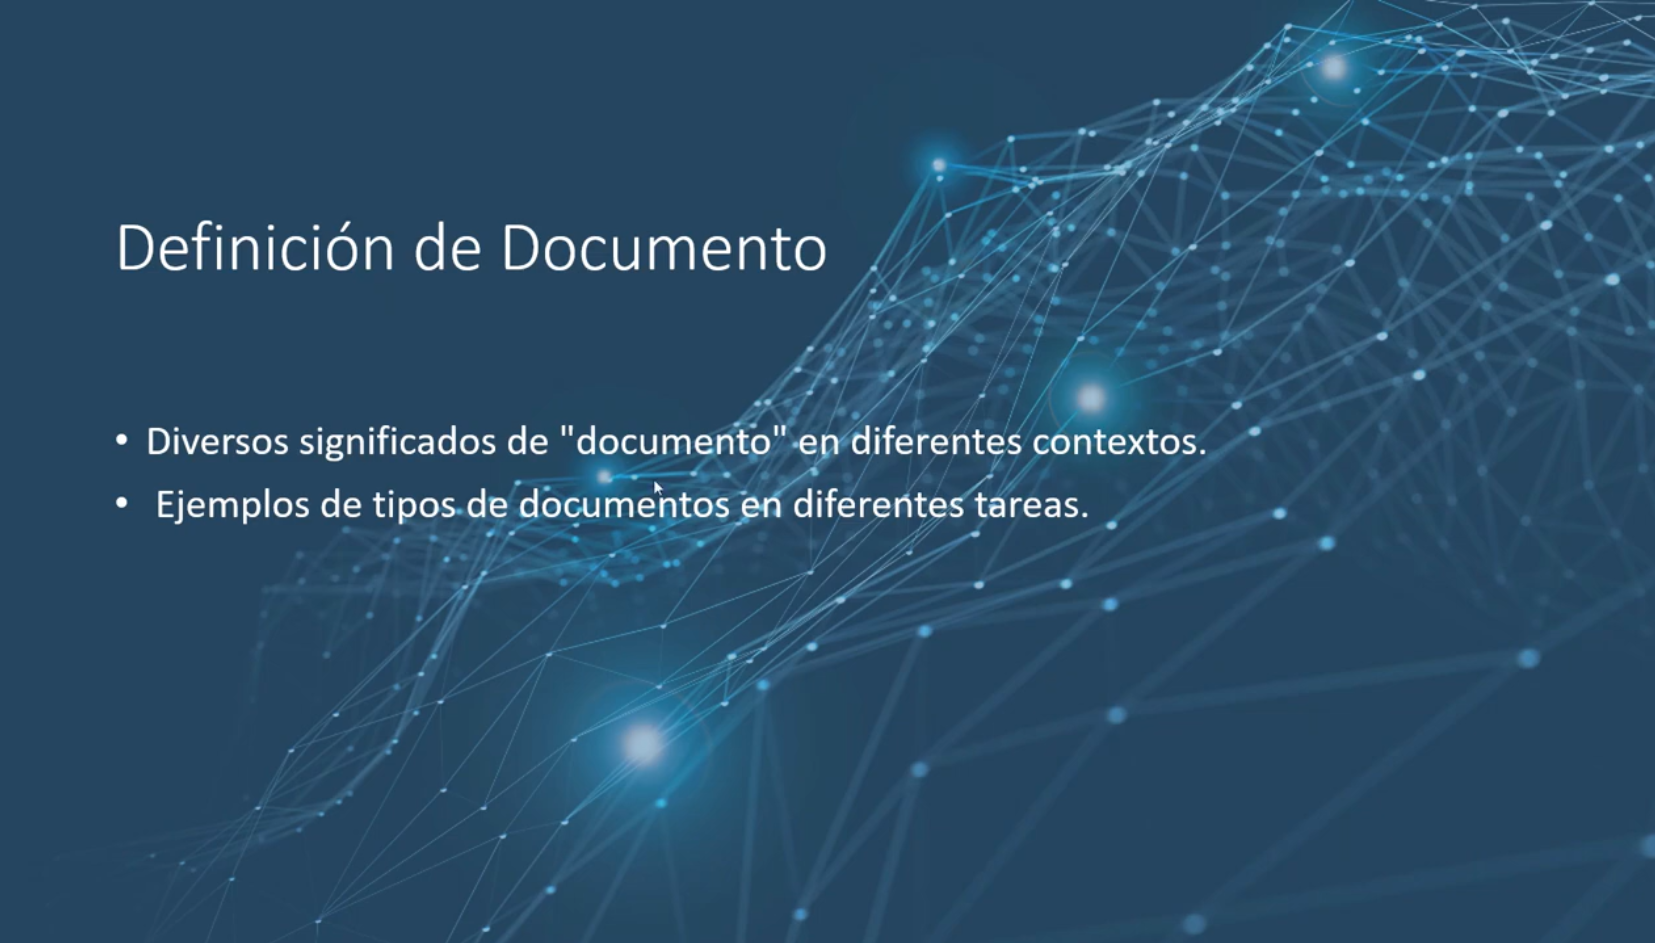 Definición de Documento
• Diversos significados de "documento" en diferentes contextos.
• Ejemplos de tipos de documentos en diferentes tareas.